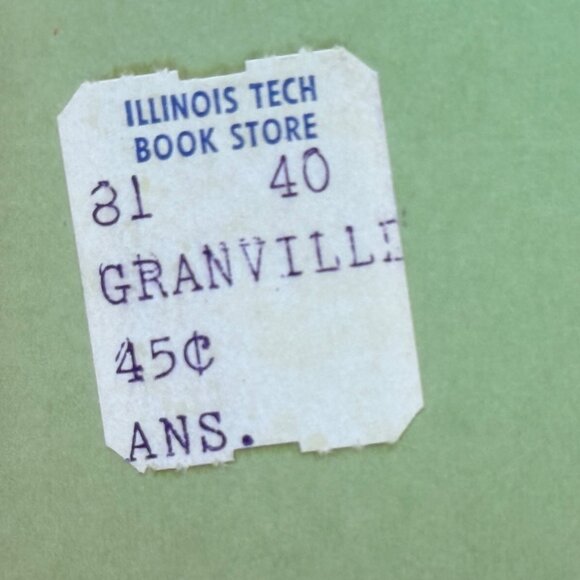 ILLINOIS TECH
BOOK STORE
81 40
GRANVILLE
45¢
ANS.